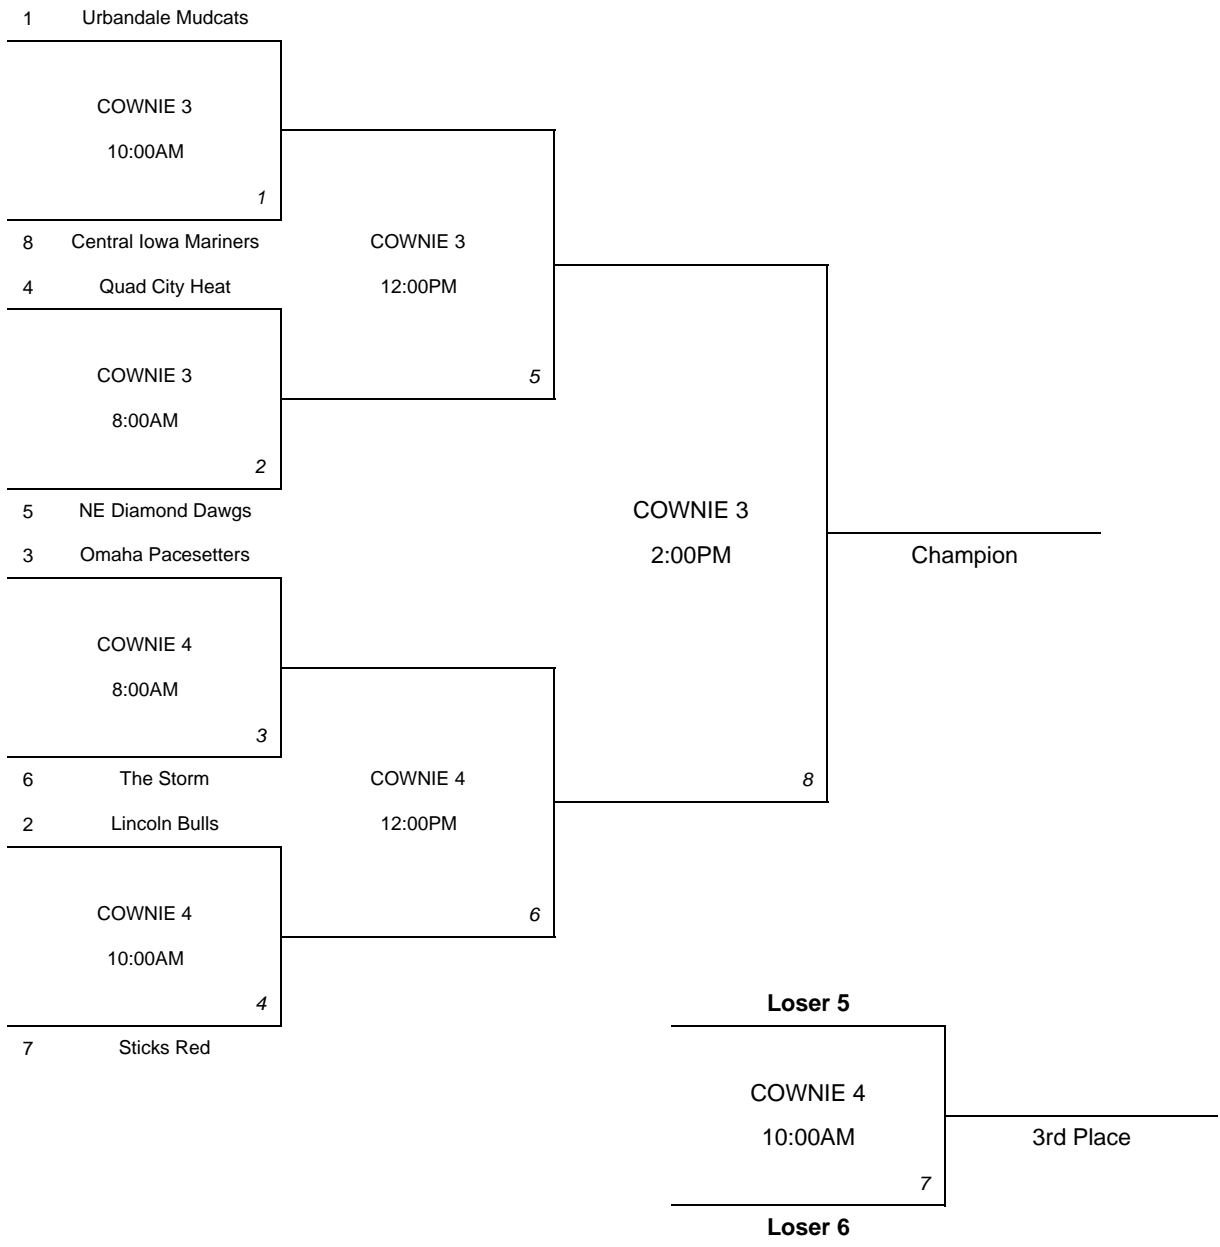 1 Urbandale Mudcats
COWNIE 3
10:00AM
1
8 Central Iowa Mariners COWNIE 3
4 Quad City Heat 12:00PM
COWNIE 3 5
8:00AM
2
5 NE Diamond Dawgs COWNIE 3
3 Omaha Pacesetters 2:00PM Champion
COWNIE 4
8:00AM
3
6 The Storm COWNIE 4 8
2 Lincoln Bulls 12:00PM
COWNIE 4 6
10:00AM
4 Loser 5
7 Sticks Red
COWNIE 4
10:00AM 3rd Place
7
Loser 6